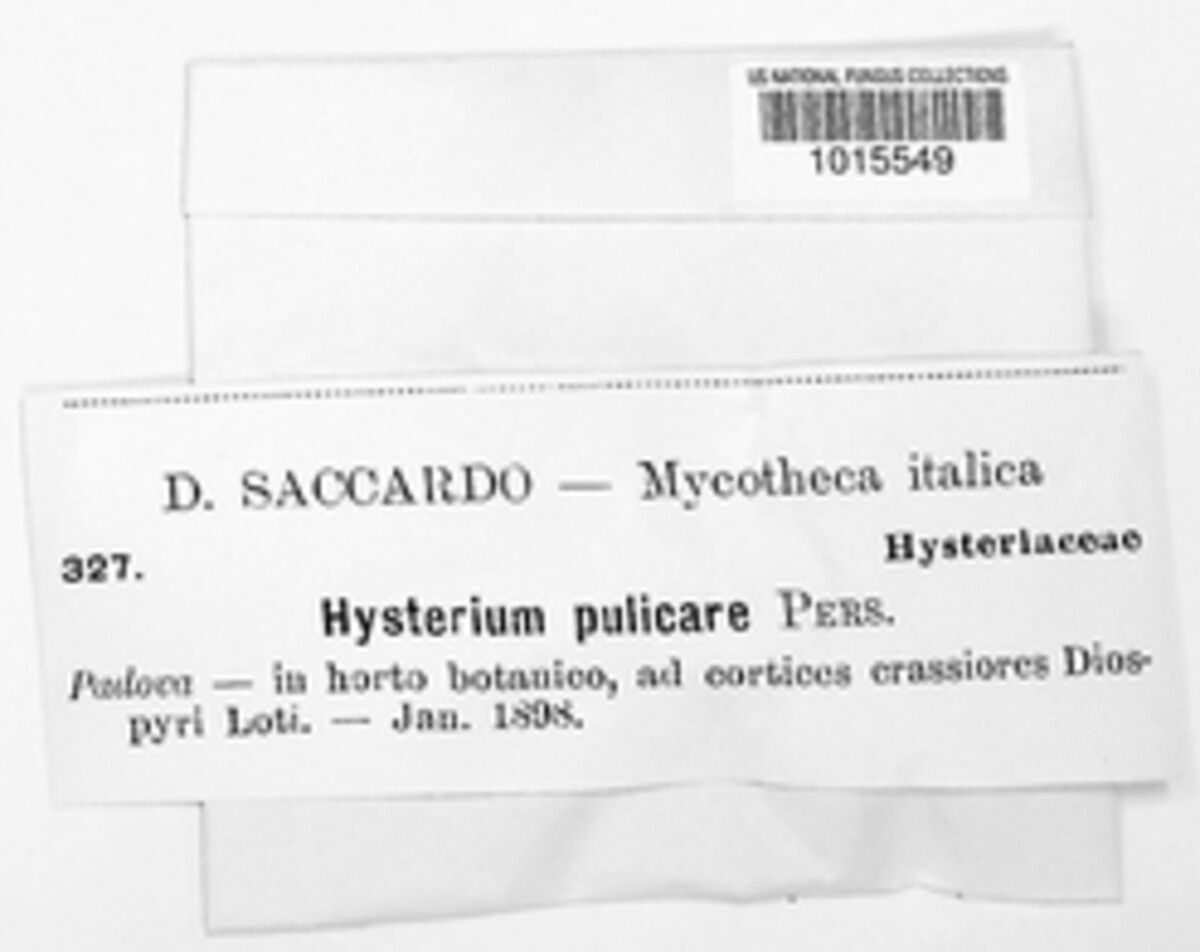 US NATIONAL FUNGUS COLLECTIONS
1015549
D. SACCARDO — Mycotheca italica
327.
Hysteriaceae
Hysterium pulicare PERS.
Padova — in horto botanico, ad cortices crassiores Dios-
pyri Loti. — Jan. 1898.